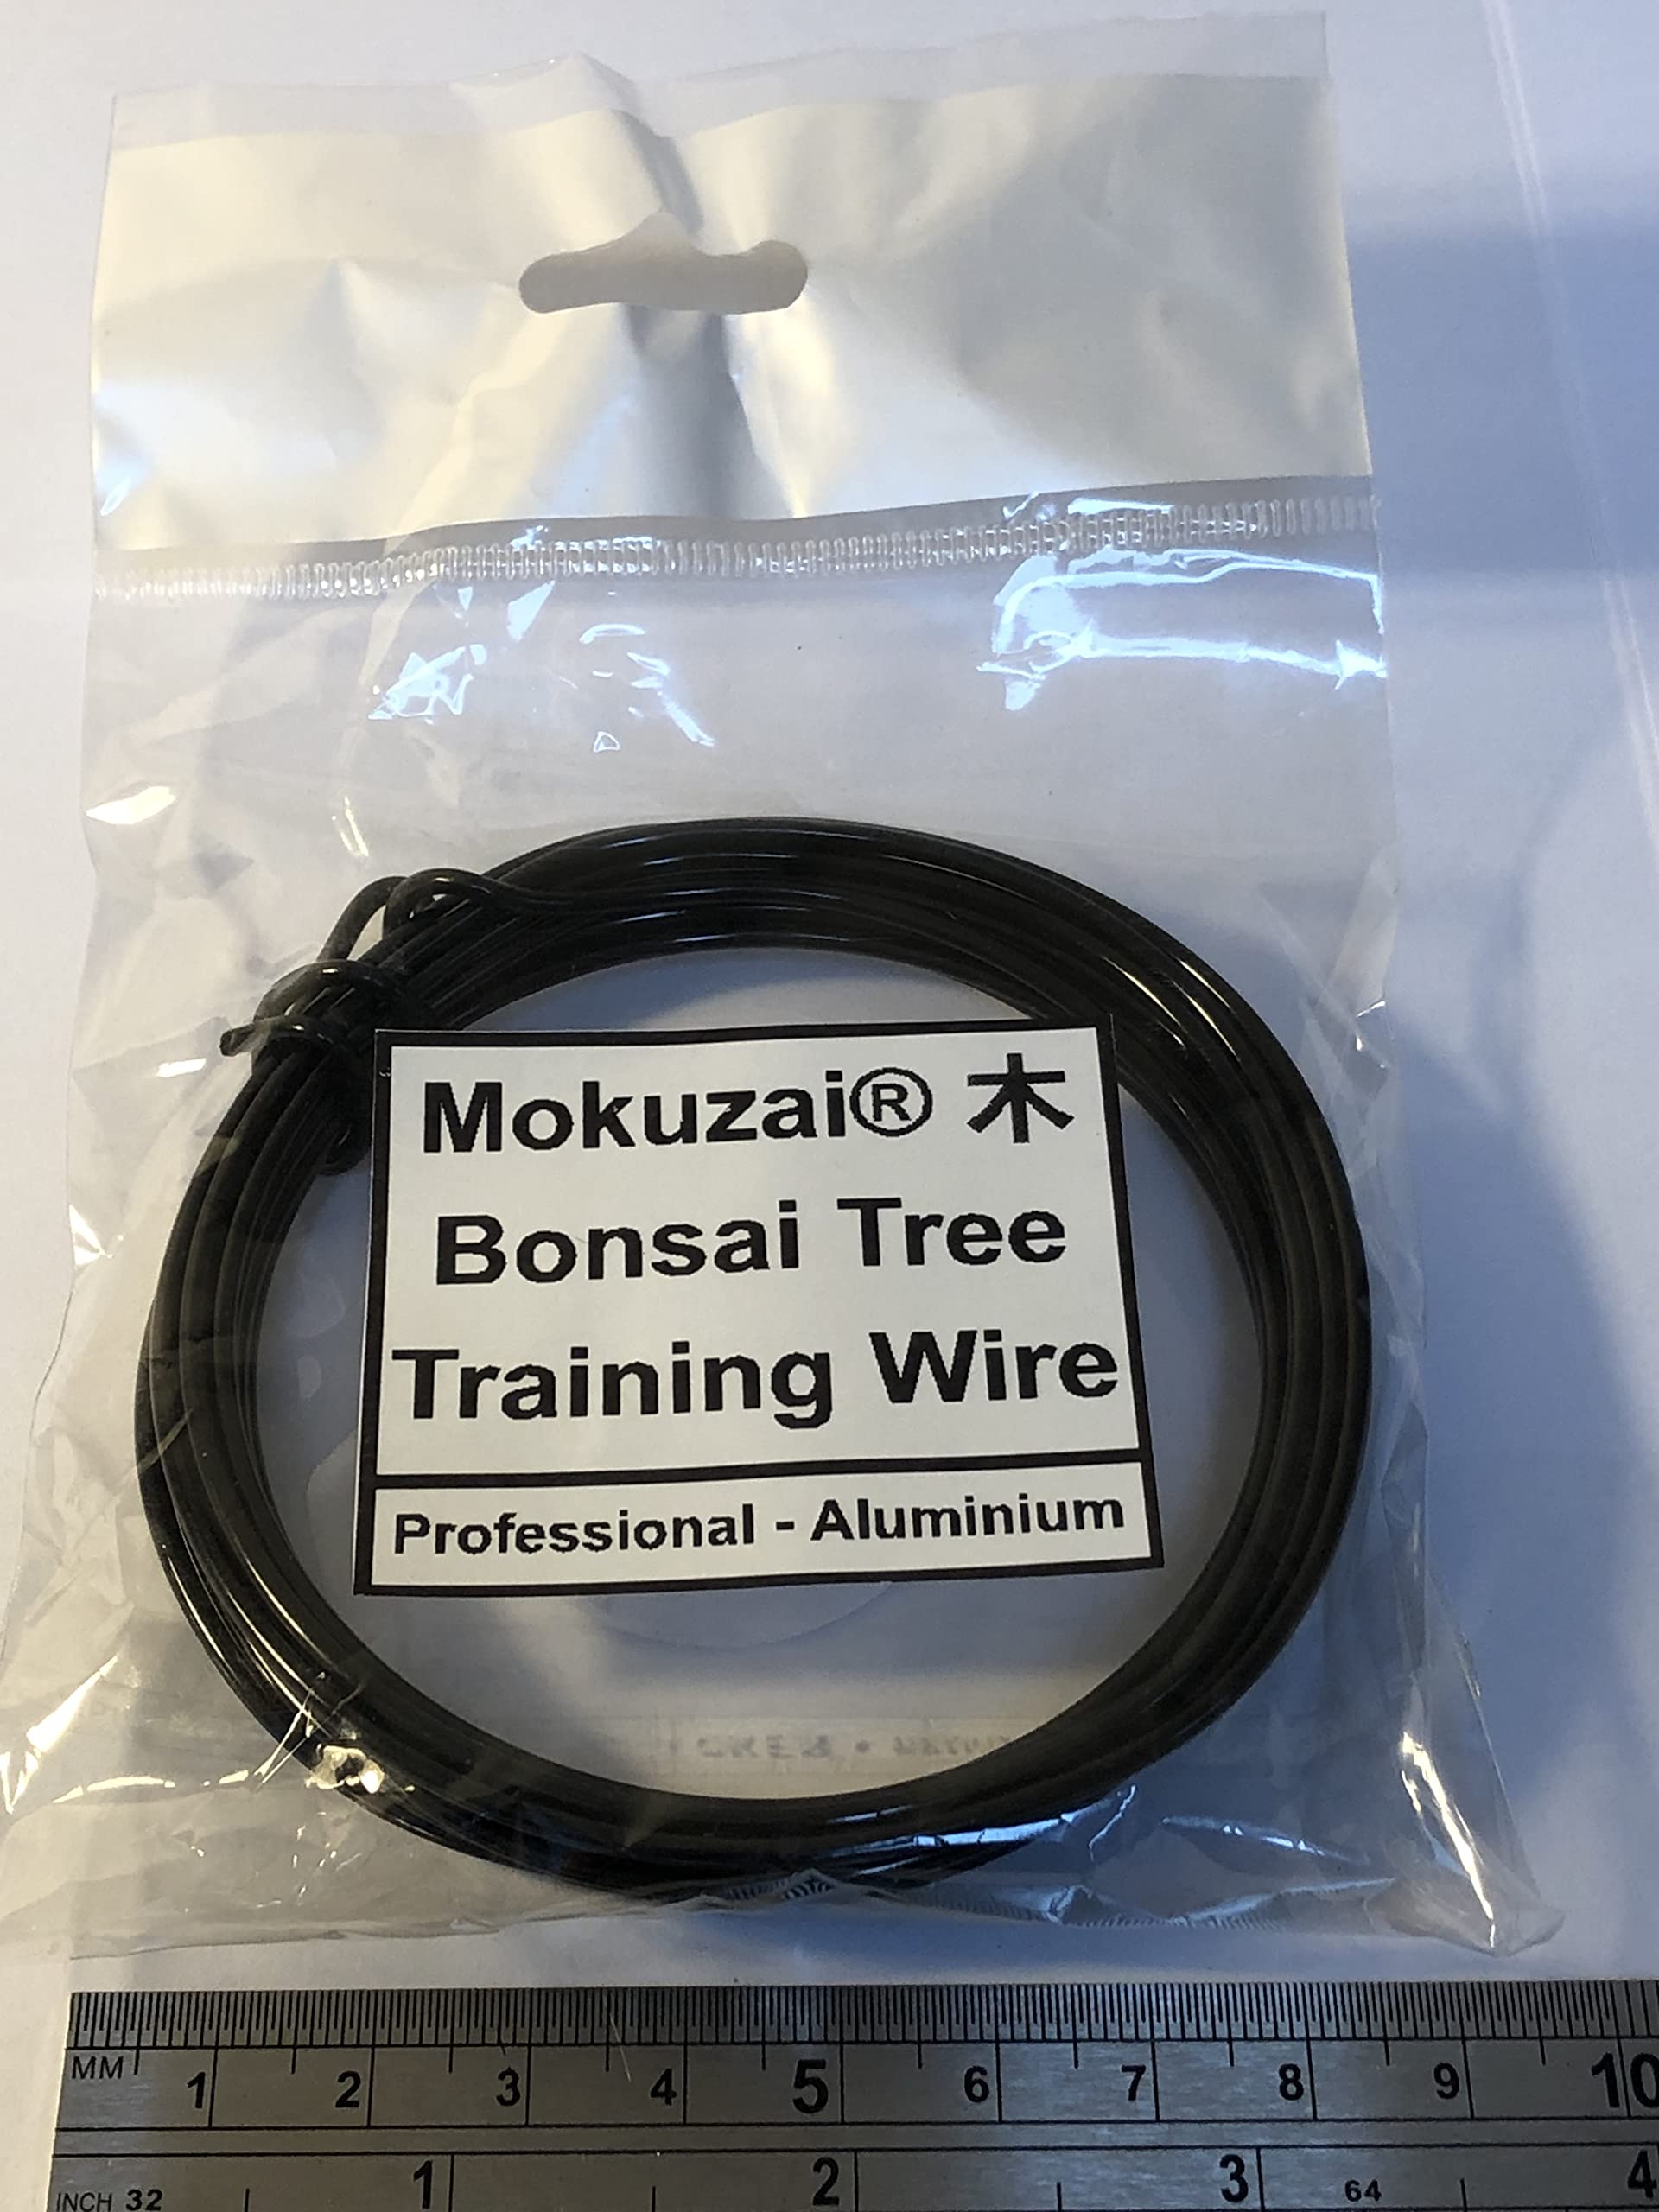 Mokuzai® 木
Bonsai Tree
Training Wire
Professional - Aluminium
MM 1 2 3 4 5 6 7 8 9 10
INCH 32 1 2 3 64 4